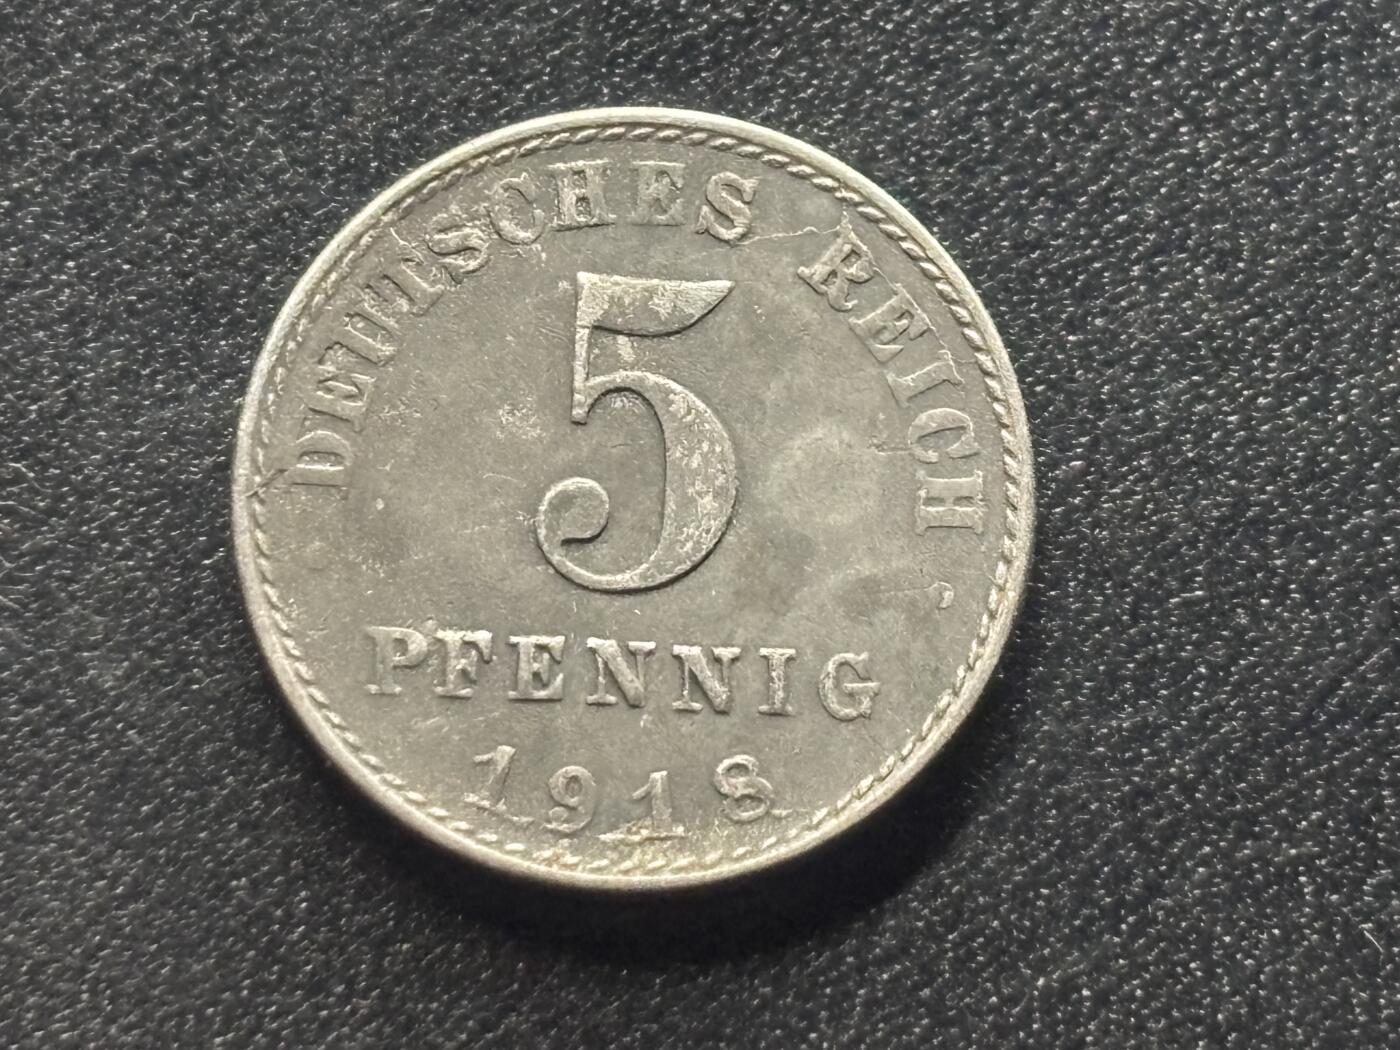 DEUTSCHES REICH
5
PFENNIG
1918